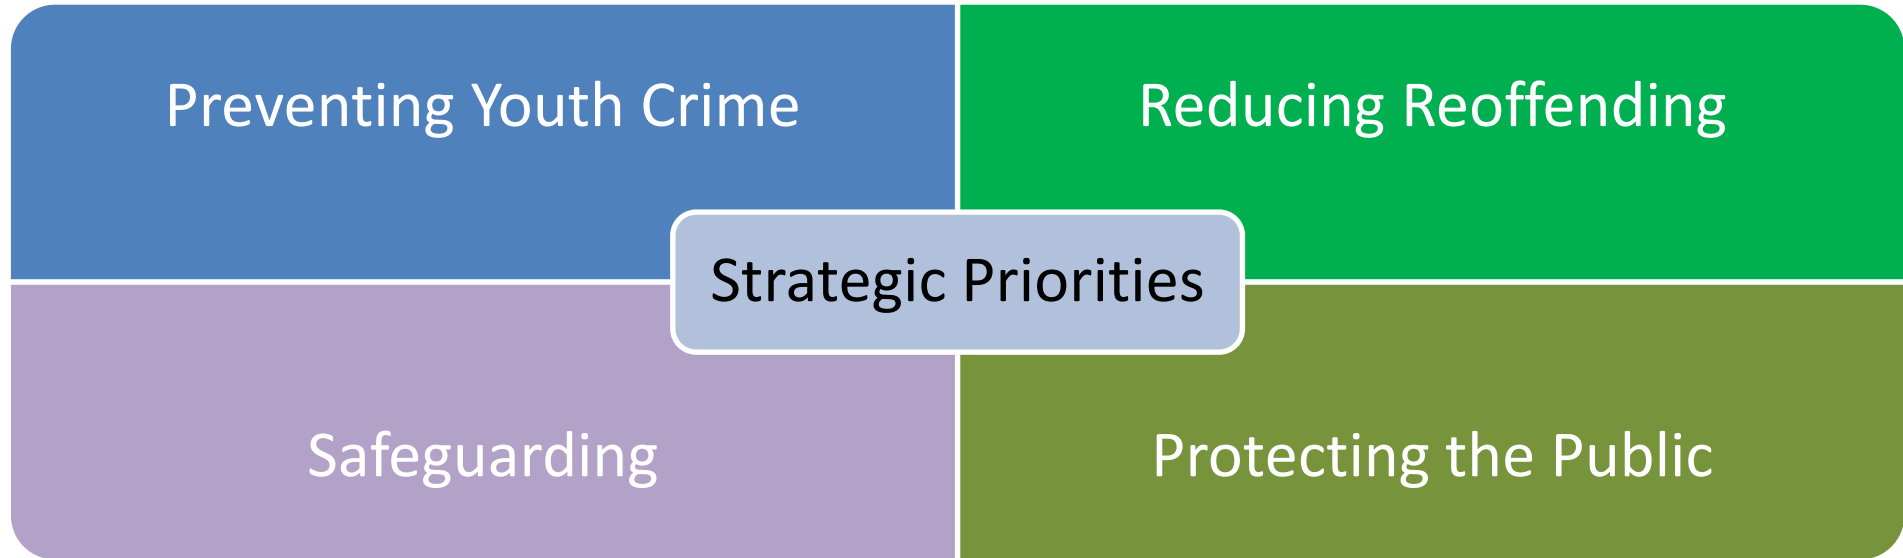 Preventing Youth Crime
Reducing Reoffending
Strategic Priorities
Safeguarding
Protecting the Public